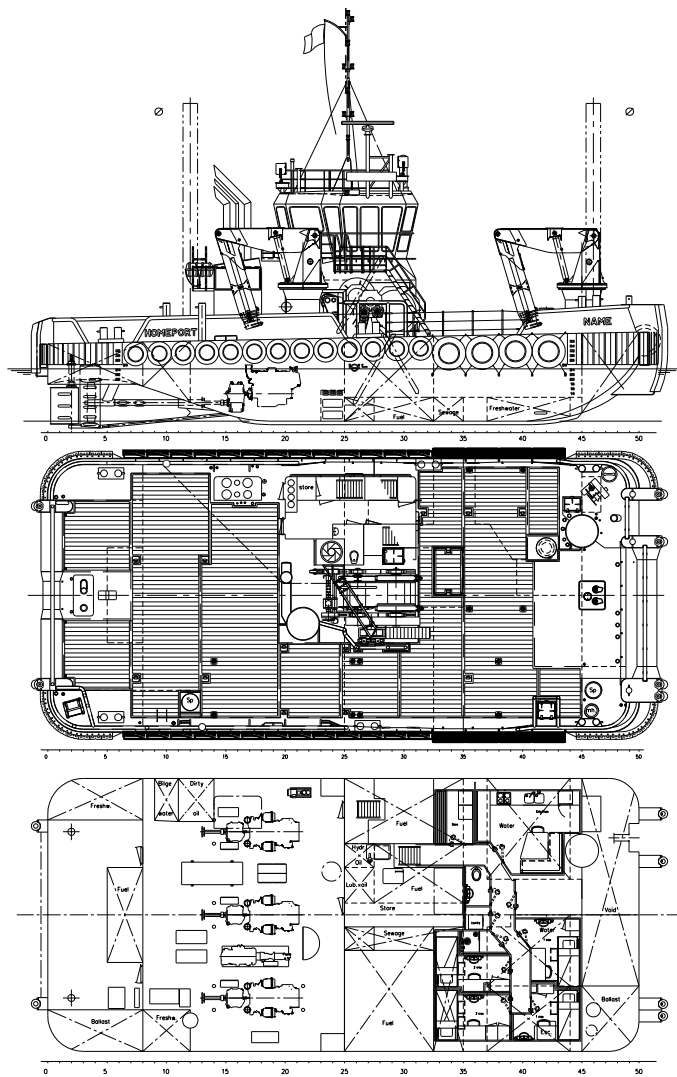 HOMEPORT
NAME
Fuel
Sewage
Freshwater
0 5 10 15 20 25 30 35 40 45 50
store
Sp
Sp
mh
0 5 10 15 20 25 30 35 40 45 50
Freshw.
Bilge
water
Dirty
oil
Fuel
Water
Hydr
Oil
Fuel
Lub. oil
Fuel
Store
Void
Sewage
Water
Ballast
Freshw.
Fuel
Ballast
0 5 10 15 20 25 30 35 40 45 50